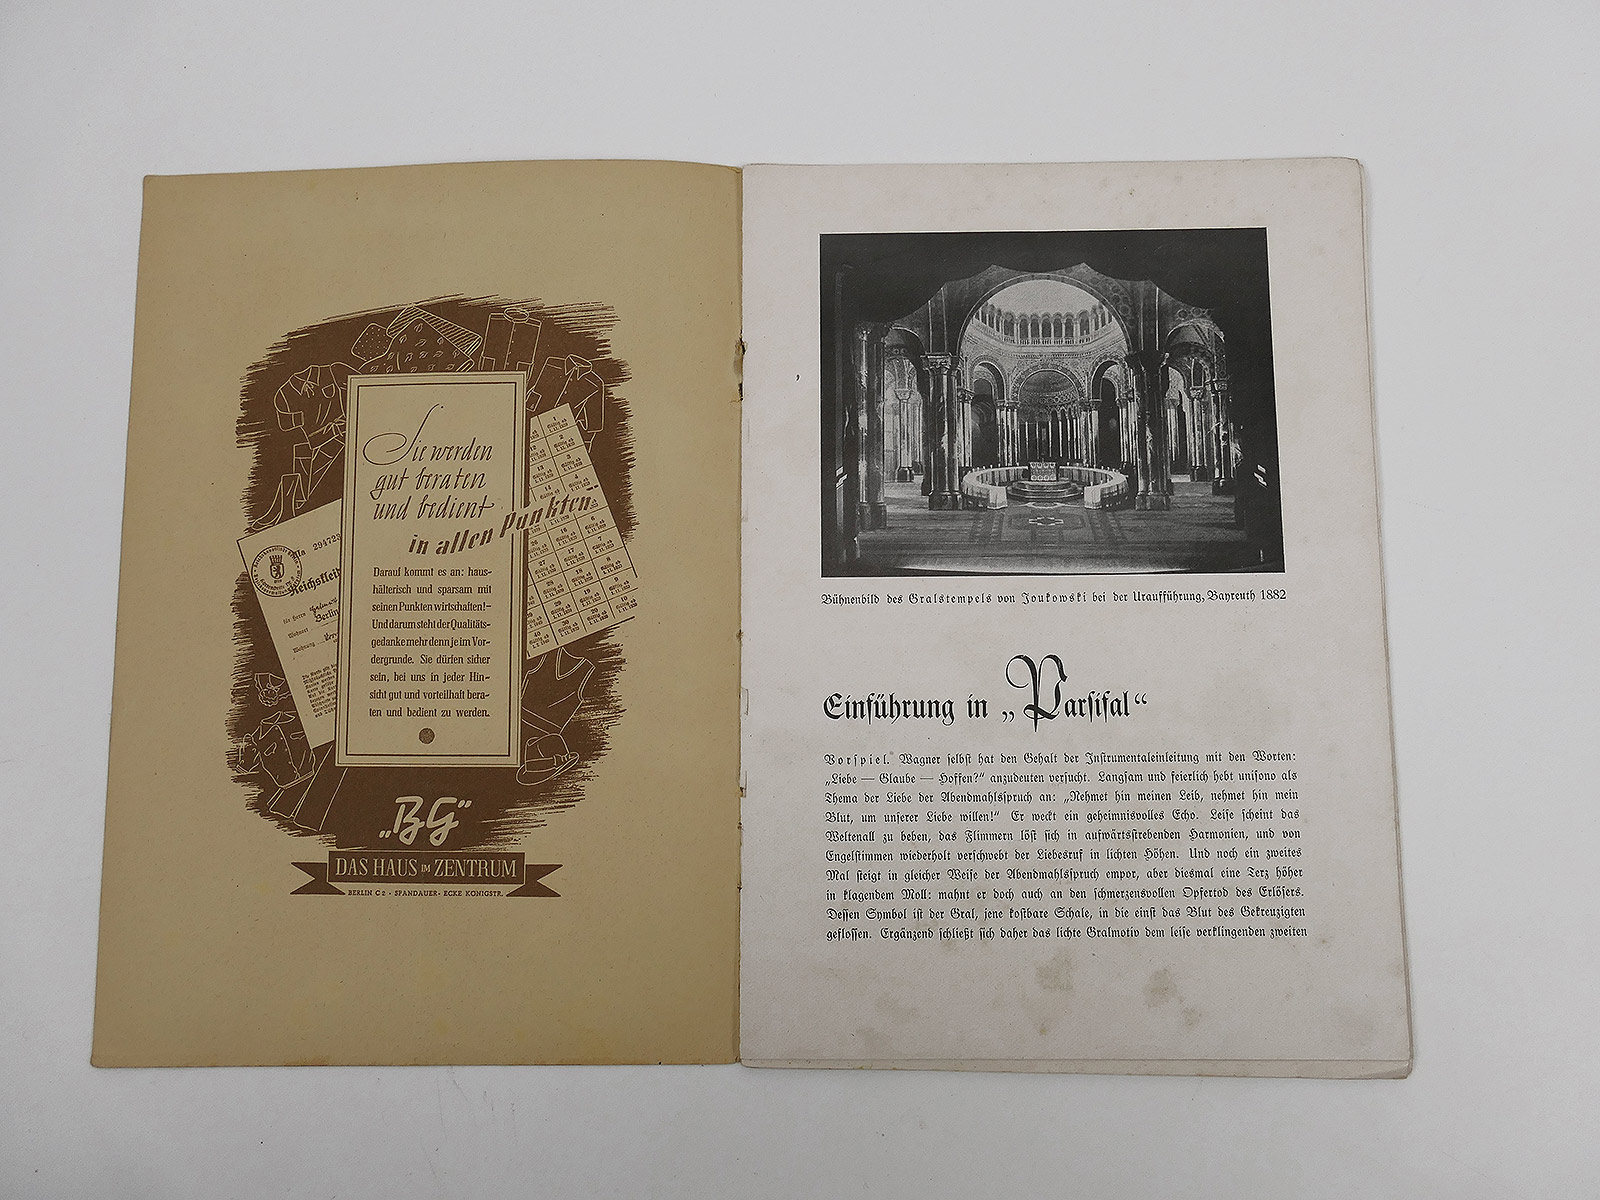 Sie werden
gut beraten
und bedient
in allen Punkten
Darauf kommt es an: haus-
hälterisch und sparsam mit
seinen Punkten wirtschaften! –
Und darum steht der Qualitäts-
gedanke mehr denn je im Vor-
dergrunde. Sie dürfen sicher
sein, bei uns in jeder Hin-
sicht gut und vorteilhaft bera-
ten und bedient zu werden.
294723
Reichskleid
für Herrn
Berlin
Wohnung
„BG“
DAS HAUS IM ZENTRUM
BERLIN C 2 · SPANDAUER- ECKE KÖNIGSTR.
Bühnenbild des Gralstempels von Joukowski bei der Uraufführung, Bayreuth 1882
Einführung in „Parsifal“
Vorspiel. Wagner selbst hat den Gehalt der Instrumentaleinleitung mit den Worten:
„Liebe — Glaube — Hoffen?“ anzudeuten versucht. Langsam und feierlich hebt unisono als
Thema der Liebe der Abendmahlsspruch an: „Nehmet hin meinen Leib, nehmet hin mein
Blut, um unserer Liebe willen!“ Er weckt ein geheimnisvolles Echo. Leise scheint das
Weltenall zu beben, das Flimmern löst sich in aufwärtsstrebenden Harmonien, und von
Engelstimmen wiederholt verschwebt der Liebesruf in lichten Höhen. Und noch ein zweites
Mal steigt in gleicher Weise der Abendmahlsspruch empor, aber diesmal eine Terz höher
in klagendem Moll: mahnt er doch auch an den schmerzensvollen Opfertod des Erlösers.
Dessen Symbol ist der Gral, jene kostbare Schale, in die einst das Blut des Gekreuzigten
geflossen. Ergänzend schließt sich daher das lichte Gralmotiv dem leise verklingenden zweiten